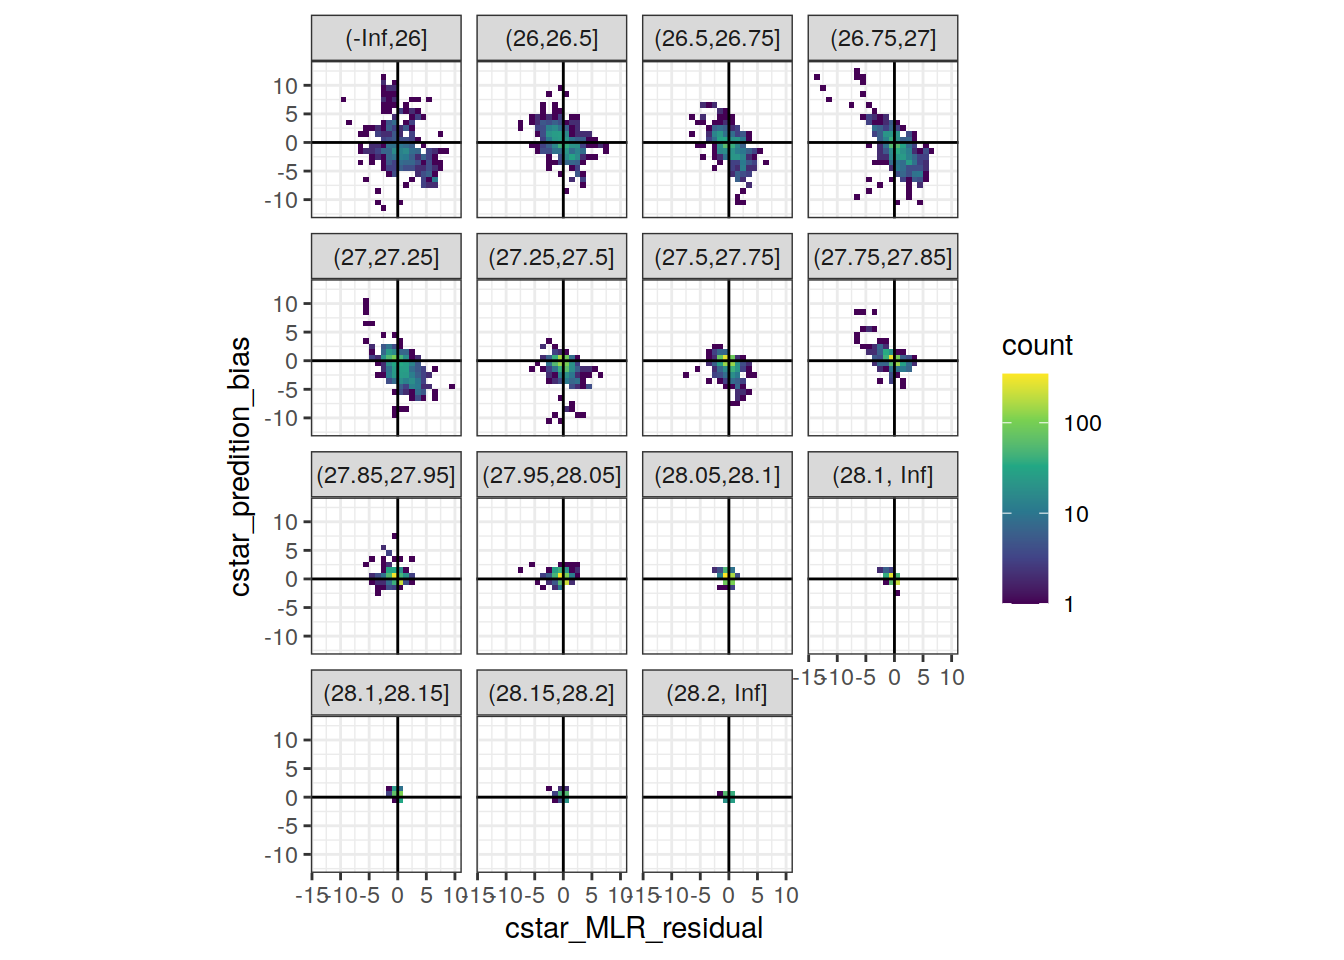 (-Inf,26] (26,26.5] (26.5,26.75] (26.75,27]
10
5
0
-5
-10
(27,27.25] (27.25,27.5] (27.5,27.75] (27.75,27.85]
10
5
0
-5
-10
(27.85,27.95] (27.95,28.05] (28.05,28.1] (28.1, Inf]
10
5
0
-5
-10
-15 -10 -5 0 5 10
(28.1,28.15] (28.15,28.2] (28.2, Inf]
10
5
0
-5
-10
-15 -10 -5 0 5 10 -15 -10 -5 0 5 10 -15 -10 -5 0 5 10
cstar_MLR_residual
cstar_predition_bias
count
100
10
1